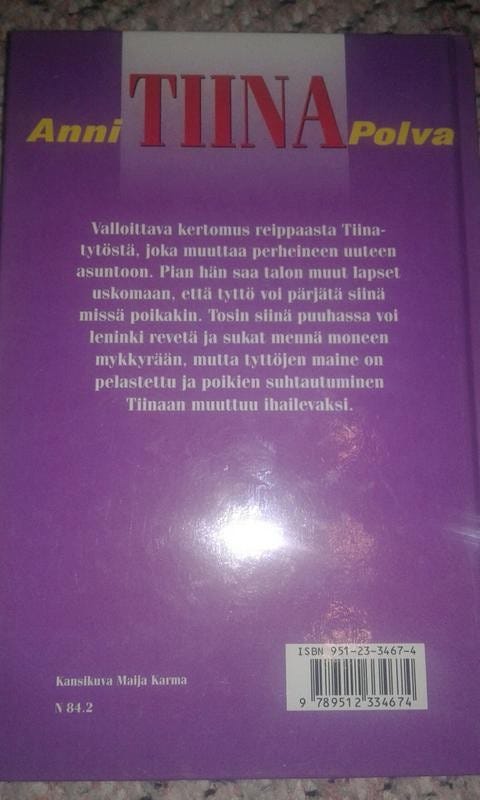 Anni TIINA Polva
Valloittava kertomus reippaasta Tiina-
tytöstä, joka muuttaa perheineen uuteen
asuntoon. Pian hän saa talon muut lapset
uskomaan, että tyttö voi pärjätä siinä
missä poikakin. Tosin siinä puuhassa voi
leninki revetä ja sukat mennä moneen
mykkyrään, mutta tyttöjen maine on
pelastettu ja poikien suhtautuminen
Tiinaan muuttuu ihailevaksi.
ISBN 951-23-3467-4
9 789512 334674
Kansikuva Maija Karma
N 84.2